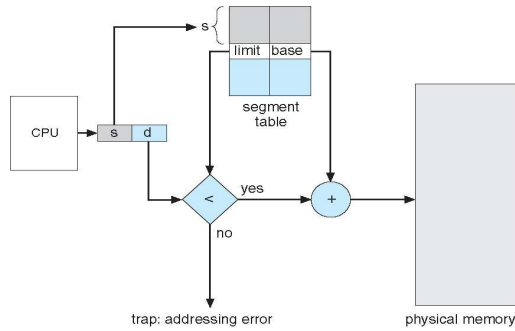 s
limit base
segment
table
CPU
s d
<
yes
+
no
trap: addressing error
physical memory